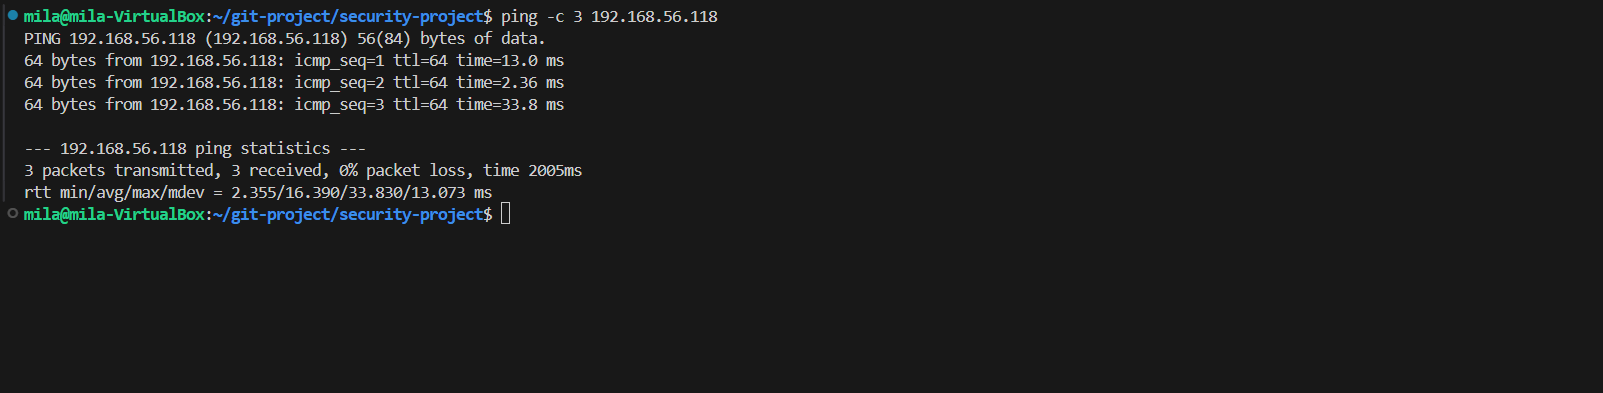 mila@mila-VirtualBox:~/git-project/security-project$ ping -c 3 192.168.56.118
PING 192.168.56.118 (192.168.56.118) 56(84) bytes of data.
64 bytes from 192.168.56.118: icmp_seq=1 ttl=64 time=13.0 ms
64 bytes from 192.168.56.118: icmp_seq=2 ttl=64 time=2.36 ms
64 bytes from 192.168.56.118: icmp_seq=3 ttl=64 time=33.8 ms
--- 192.168.56.118 ping statistics ---
3 packets transmitted, 3 received, 0% packet loss, time 2005ms
rtt min/avg/max/mdev = 2.355/16.390/33.830/13.073 ms
mila@mila-VirtualBox:~/git-project/security-project$